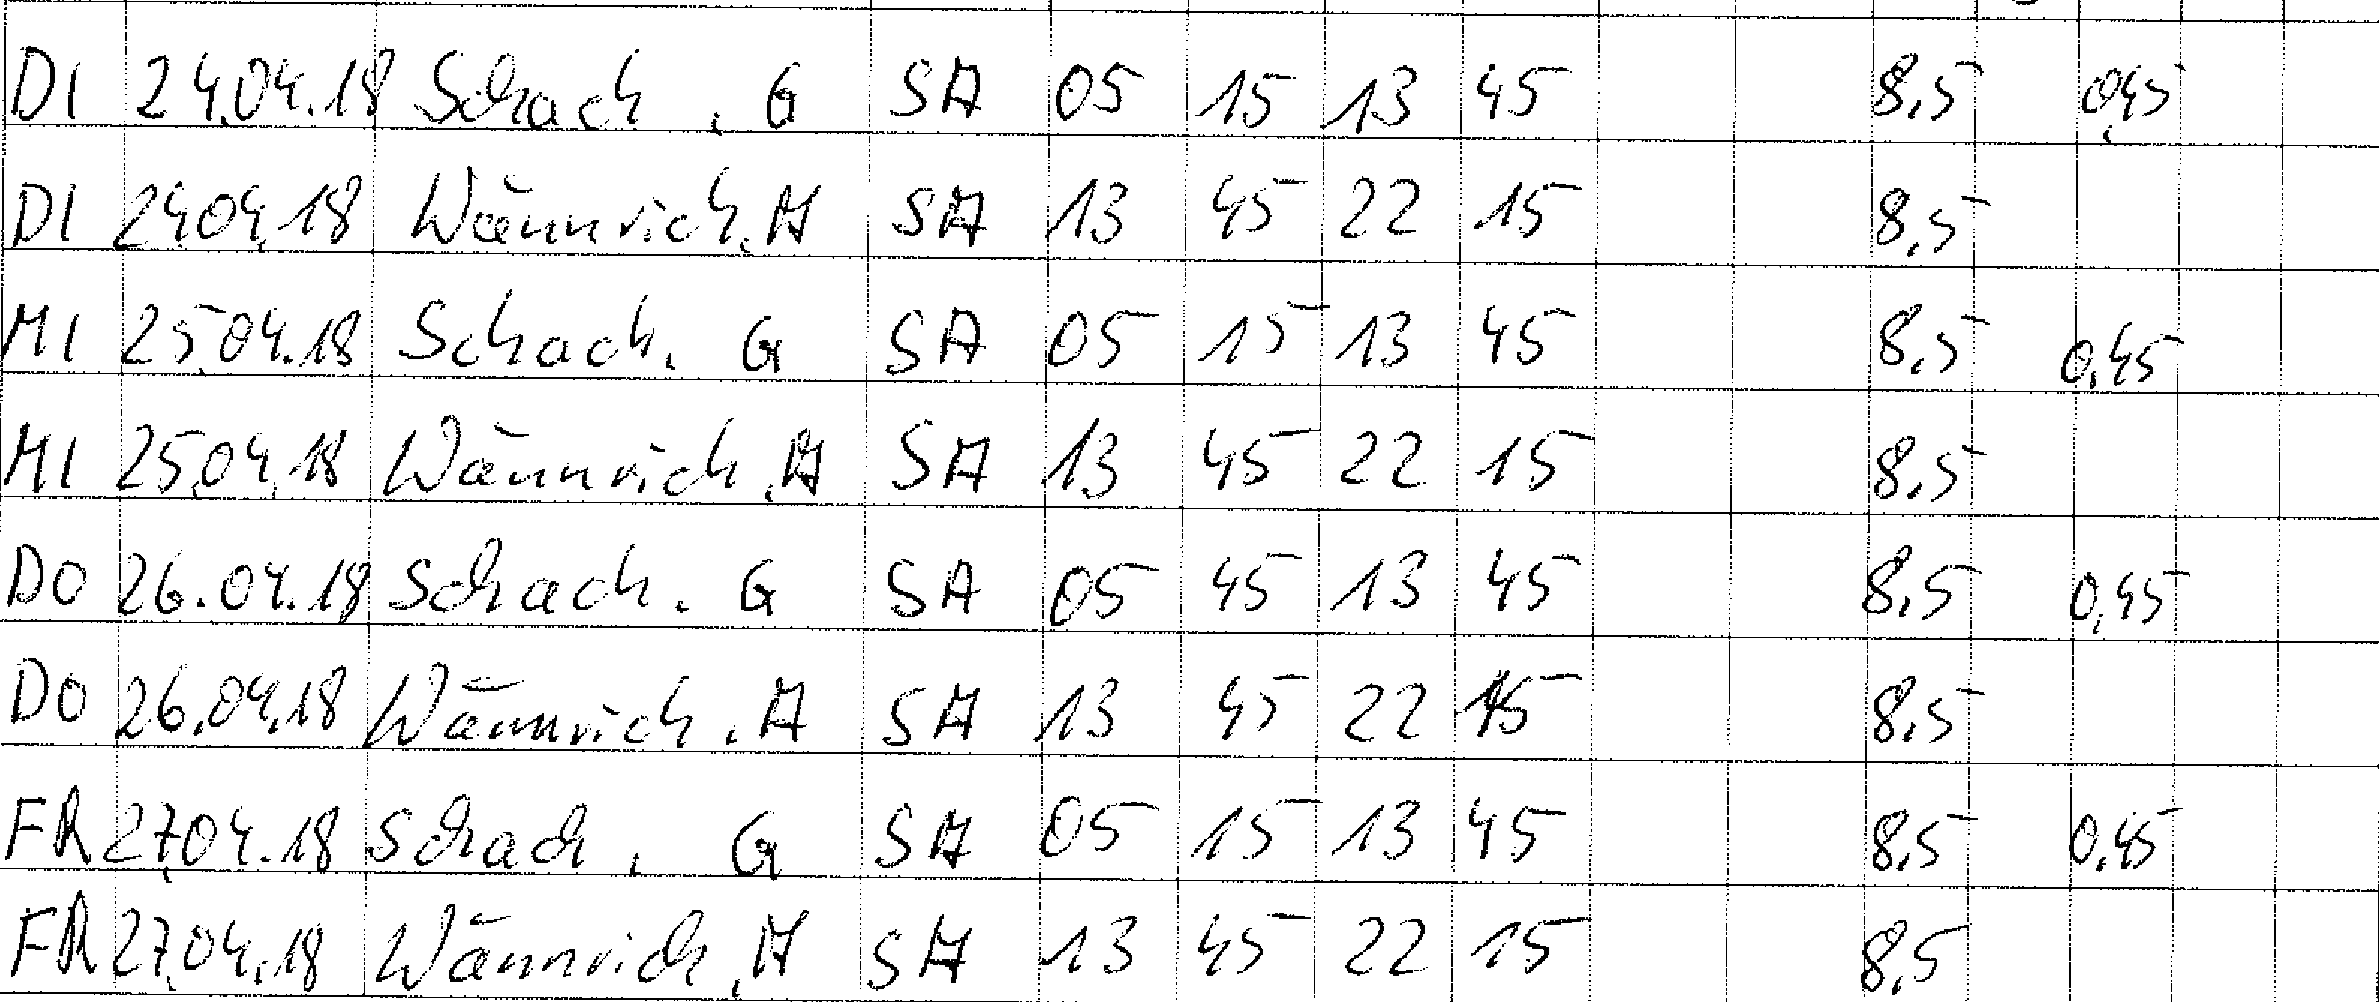 DI 24.04.18 Schach. G SA 05 15 13 45 8,5 0,45
DI 24.04.18 Wännrich. A SA 13 45 22 15 8,5
MI 25.04.18 Schach. G SA 05 15 13 45 8,5 0,45
MI 25.04.18 Wännrich. A SA 13 45 22 15 8,5
DO 26.04.18 Schach. G SA 05 45 13 45 8,5 0,45
DO 26.04.18 Wännrich. A SA 13 45 22 15 8,5
FR 27.04.18 Schach. G SA 05 15 13 45 8,5 0,45
FR 27.04.18 Wännrich. A SA 13 45 22 15 8,5